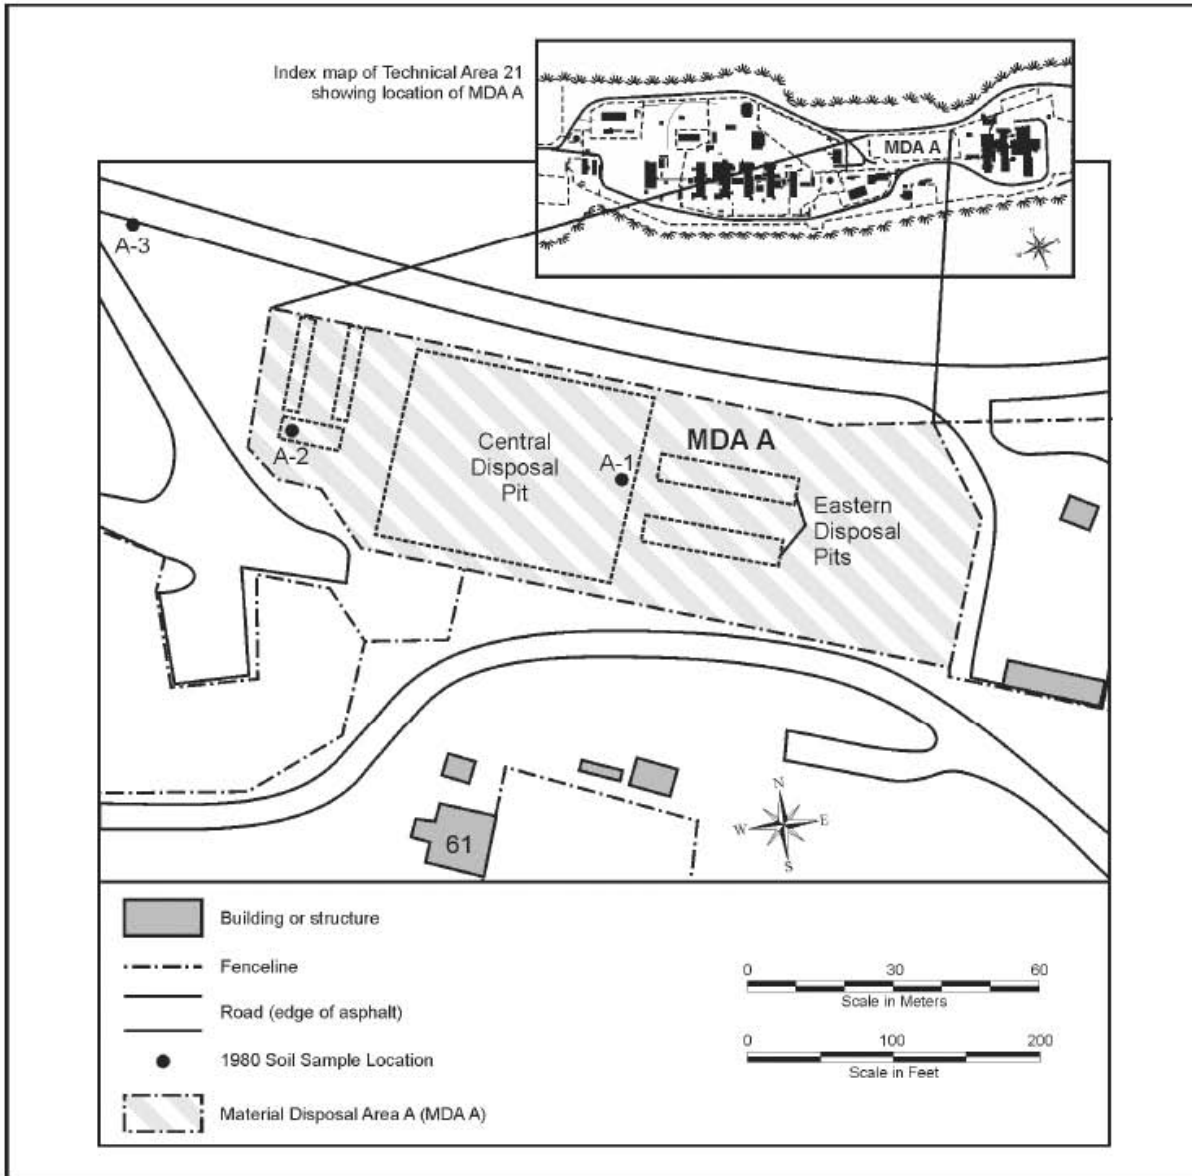 Index map of Technical Area 21
showing location of MDA A
MDA A
A-3
A-2
Central
Disposal
Pit
A-1
MDA A
Eastern
Disposal
Pits
N
W
E
S
61
Building or structure
Fenceline
Road (edge of asphalt)
1980 Soil Sample Location
Material Disposal Area A (MDA A)
0 30 60
Scale in Meters
0 100 200
Scale in Feet